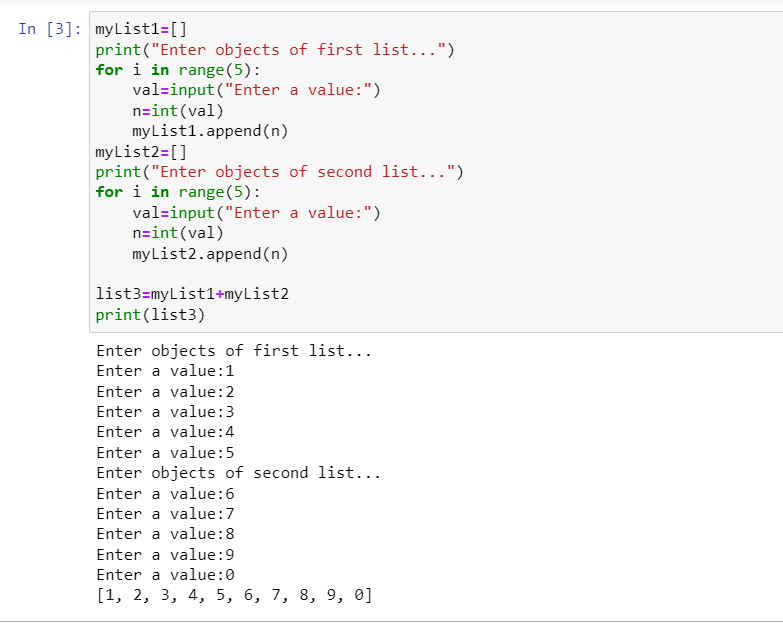 In [3]: myList1=[]
print("Enter objects of first list...")
for i in range(5):
    val=input("Enter a value:")
    n=int(val)
    myList1.append(n)
myList2=[]
print("Enter objects of second list...")
for i in range(5):
    val=input("Enter a value:")
    n=int(val)
    myList2.append(n)

list3=myList1+myList2
print(list3)
Enter objects of first list...
Enter a value:1
Enter a value:2
Enter a value:3
Enter a value:4
Enter a value:5
Enter objects of second list...
Enter a value:6
Enter a value:7
Enter a value:8
Enter a value:9
Enter a value:0
[1, 2, 3, 4, 5, 6, 7, 8, 9, 0]